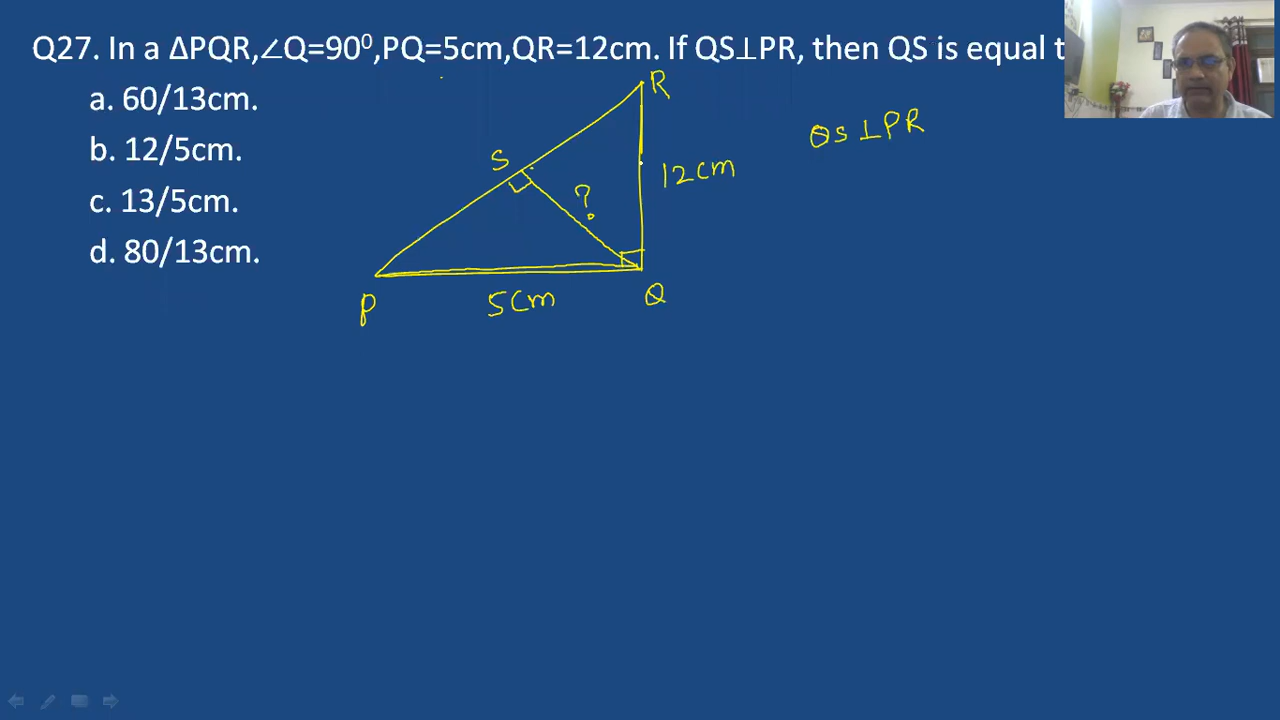 Q27. In a ΔPQR,∠Q=90⁰,PQ=5cm,QR=12cm. If QS⊥PR, then QS is equal t
a. 60/13cm.
b. 12/5cm.
c. 13/5cm.
d. 80/13cm.
R
QS ⊥ PR
S
12cm
?
P
5cm
Q